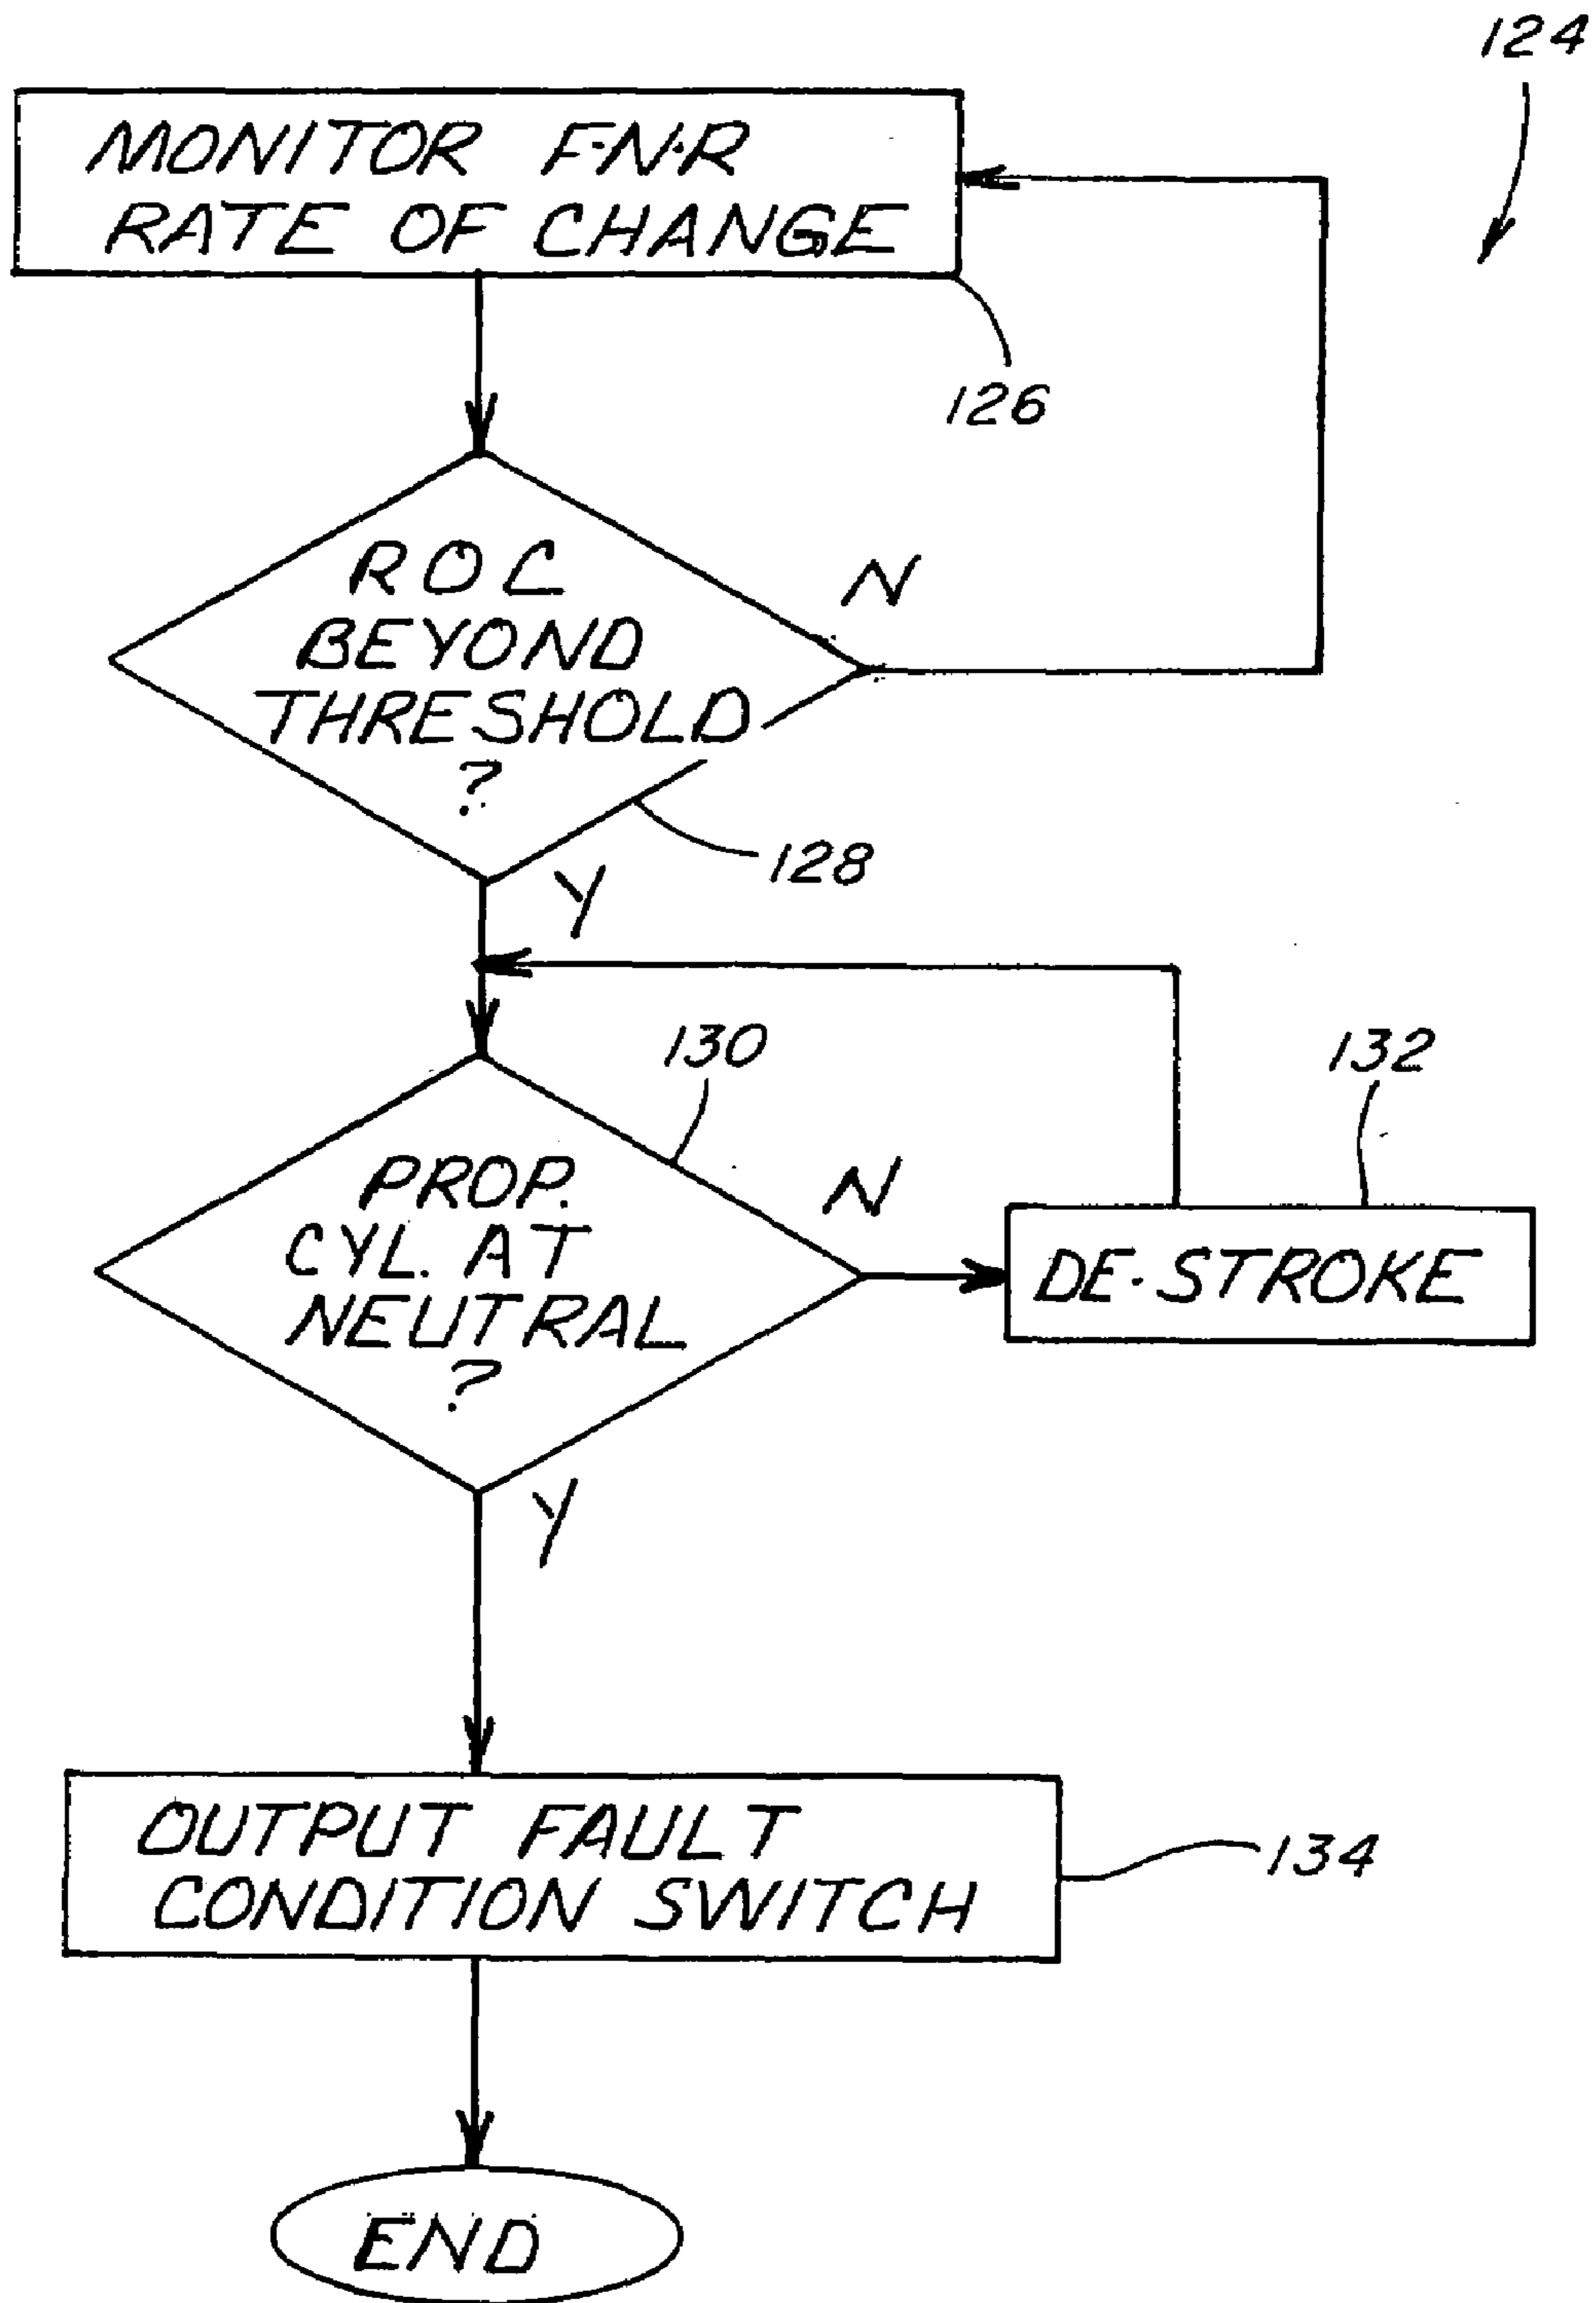 124
MONITOR F-N-R
RATE OF CHANGE
126
ROC
BEYOND
THRESHOLD
?
N
128
Y
130
132
PROP.
CYL. AT
NEUTRAL
?
N
DE-STROKE
Y
OUTPUT FAULT
CONDITION SWITCH
134
END